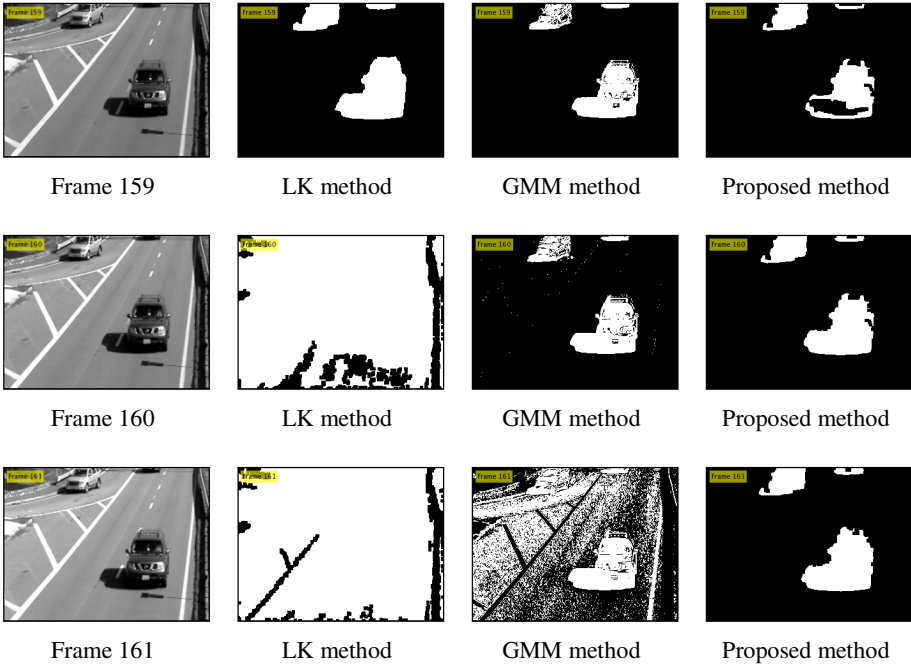 Frame 159 Frame 159 Frame 159 Frame 159
Frame 159 LK method GMM method Proposed method
Frame 160 Frame 160 Frame 160 Frame 160
Frame 160 LK method GMM method Proposed method
Frame 161 Frame 161 Frame 161 Frame 161
Frame 161 LK method GMM method Proposed method